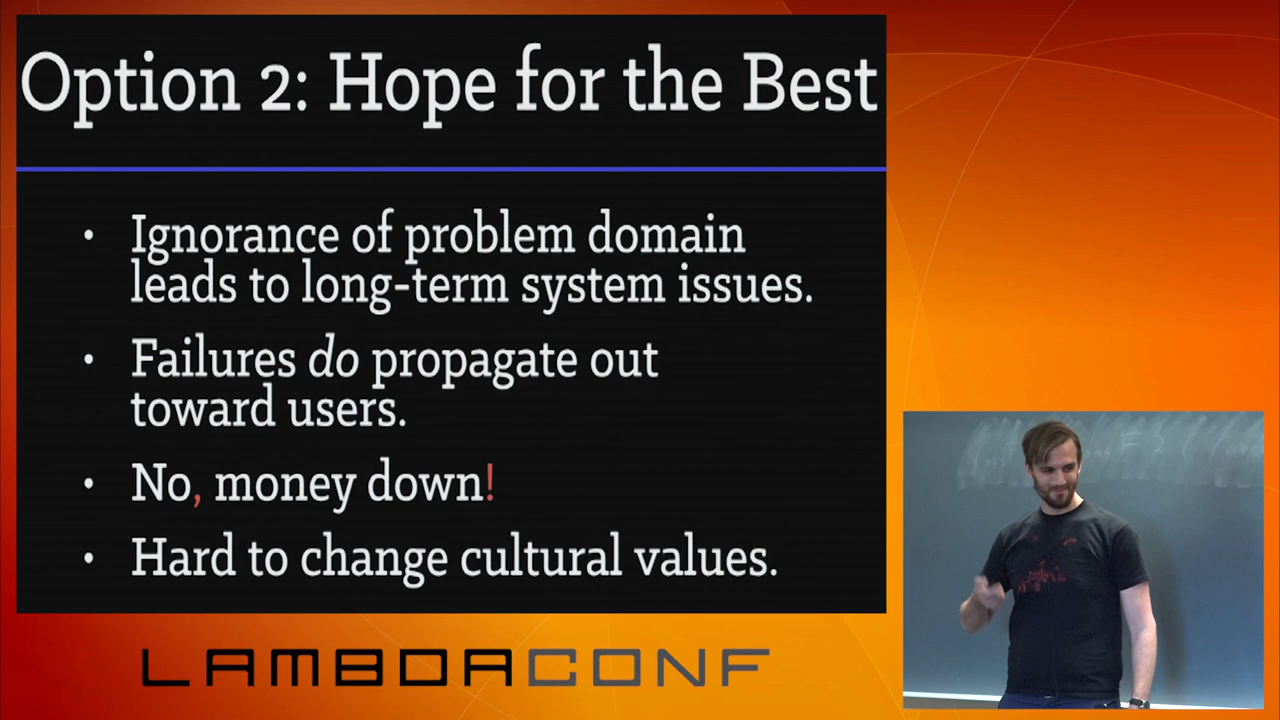 Option 2: Hope for the Best
• Ignorance of problem domain
leads to long-term system issues.
• Failures do propagate out
toward users.
• No, money down!
• Hard to change cultural values.
LAMBDACONF